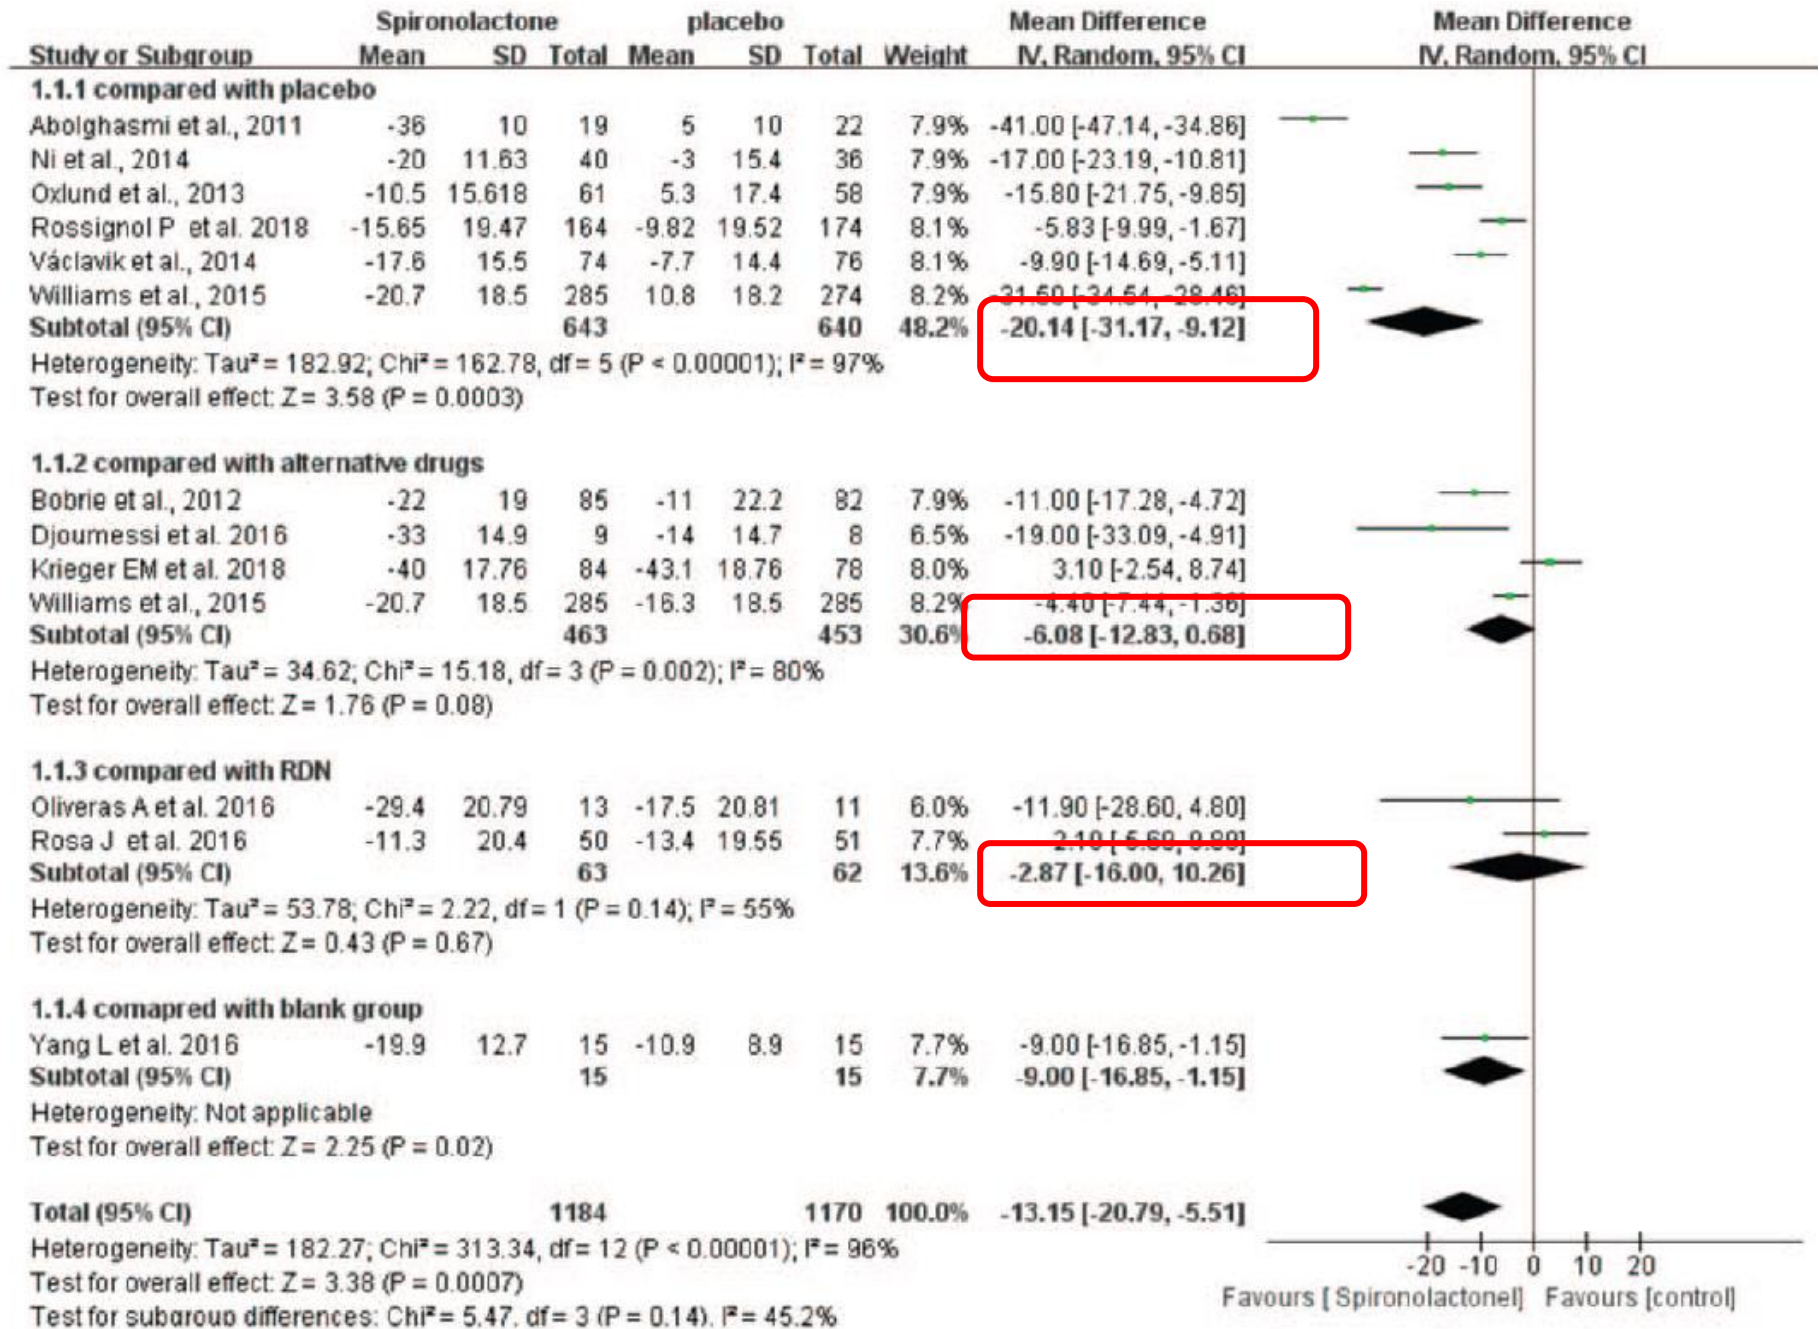 Spironolactone placebo Mean Difference Mean Difference
Study or Subgroup Mean SD Total Mean SD Total Weight IV, Random, 95% CI IV, Random, 95% CI
1.1.1 compared with placebo
Abolghasmi et al., 2011 -36 10 19 5 10 22 7.9% -41.00 [-47.14, -34.86]
Ni et al., 2014 -20 11.63 40 -3 15.4 36 7.9% -17.00 [-23.19, -10.81]
Oxlund et al., 2013 -10.5 15.618 61 5.3 17.4 58 7.9% -15.80 [-21.75, -9.85]
Rossignol P et al. 2018 -15.65 19.47 164 -9.82 19.52 174 8.1% -5.83 [-9.99, -1.67]
Václavik et al., 2014 -17.6 15.5 74 -7.7 14.4 76 8.1% -9.90 [-14.69, -5.11]
Williams et al., 2015 -20.7 18.5 285 10.8 18.2 274 8.2% -31.50 [-34.54, -28.46]
Subtotal (95% CI) 643 640 48.2% -20.14 [-31.17, -9.12]
Heterogeneity: Tau² = 182.92; Chi² = 162.78, df = 5 (P < 0.00001); I² = 97%
Test for overall effect: Z = 3.58 (P = 0.0003)
1.1.2 compared with alternative drugs
Bobrie et al., 2012 -22 19 85 -11 22.2 82 7.9% -11.00 [-17.28, -4.72]
Djoumessi et al. 2016 -33 14.9 9 -14 14.7 8 6.5% -19.00 [-33.09, -4.91]
Krieger EM et al. 2018 -40 17.76 84 -43.1 18.76 78 8.0% 3.10 [-2.54, 8.74]
Williams et al., 2015 -20.7 18.5 285 -16.3 18.5 285 8.2% -4.40 [-7.44, -1.36]
Subtotal (95% CI) 463 453 30.6% -6.08 [-12.83, 0.68]
Heterogeneity: Tau² = 34.62; Chi² = 15.18, df = 3 (P = 0.002); I² = 80%
Test for overall effect: Z = 1.76 (P = 0.08)
1.1.3 compared with RDN
Oliveras A et al. 2016 -29.4 20.79 13 -17.5 20.81 11 6.0% -11.90 [-28.60, 4.80]
Rosa J et al. 2016 -11.3 20.4 50 -13.4 19.55 51 7.7% 2.10
Subtotal (95% CI) 63 62 13.6% -2.87 [-16.00, 10.26]
Heterogeneity: Tau² = 53.78; Chi² = 2.22, df = 1 (P = 0.14); I² = 55%
Test for overall effect: Z = 0.43 (P = 0.67)
1.1.4 comapred with blank group
Yang L et al. 2016 -19.9 12.7 15 -10.9 8.9 15 7.7% -9.00 [-16.85, -1.15]
Subtotal (95% CI) 15 15 7.7% -9.00 [-16.85, -1.15]
Heterogeneity: Not applicable
Test for overall effect: Z = 2.25 (P = 0.02)
Total (95% CI) 1184 1170 100.0% -13.15 [-20.79, -5.51]
Heterogeneity: Tau² = 182.27; Chi² = 313.34, df = 12 (P < 0.00001); I² = 96%
Test for overall effect: Z = 3.38 (P = 0.0007)
Test for subgroup differences: Chi² = 5.47, df = 3 (P = 0.14), I² = 45.2%
-20 -10 0 10 20
Favours [Spironolactonel] Favours [control]